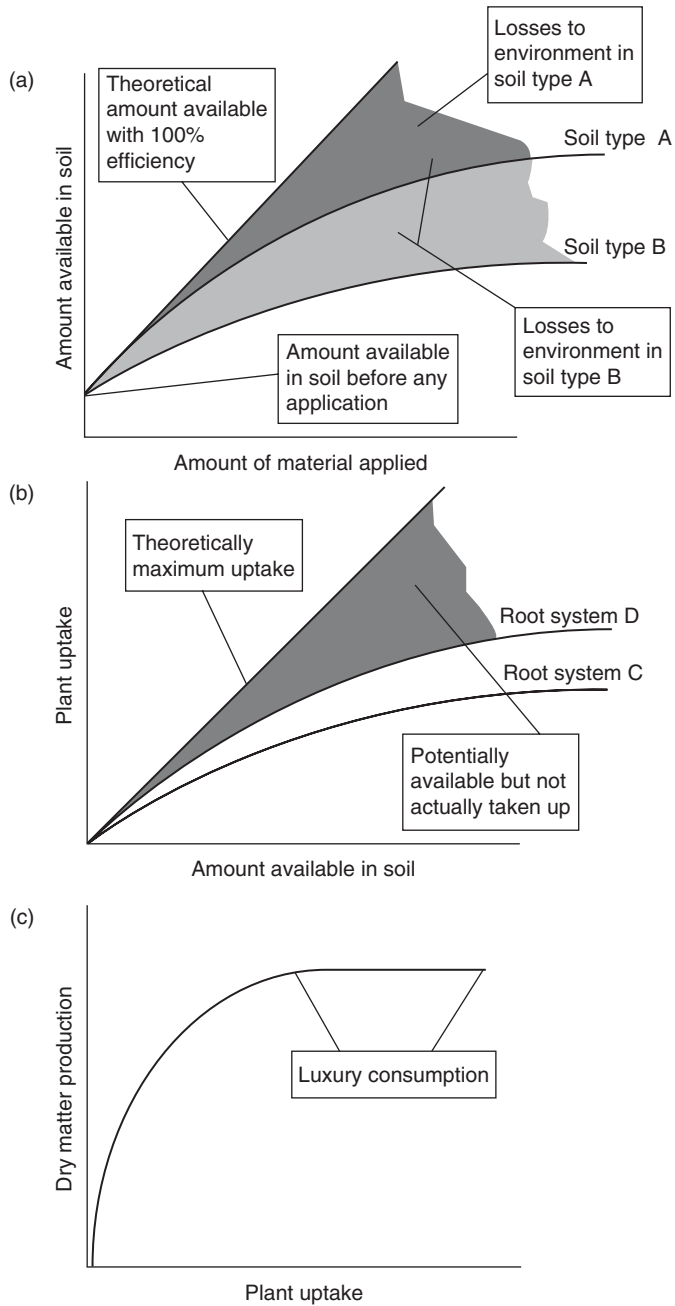 (a)
Theoretical
amount available
with 100%
efficiency
Losses to
environment in
soil type A
Soil type A
Soil type B
Losses to
environment in
soil type B
Amount available
in soil before any
application
Amount available in soil
Amount of material applied
(b)
Theoretically
maximum uptake
Root system D
Root system C
Potentially
available but not
actually taken up
Plant uptake
Amount available in soil
(c)
Luxury consumption
Dry matter production
Plant uptake